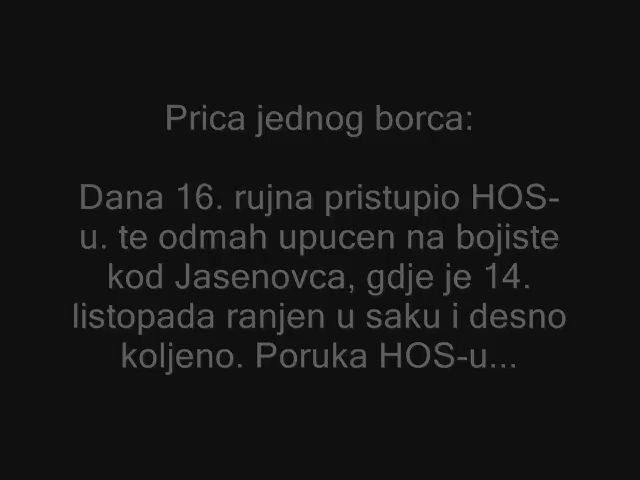 Prica jednog borca:
Dana 16. rujna pristupio HOS-
u. te odmah upucen na bojiste
kod Jasenovca, gdje je 14.
listopada ranjen u saku i desno
koljeno. Poruka HOS-u...